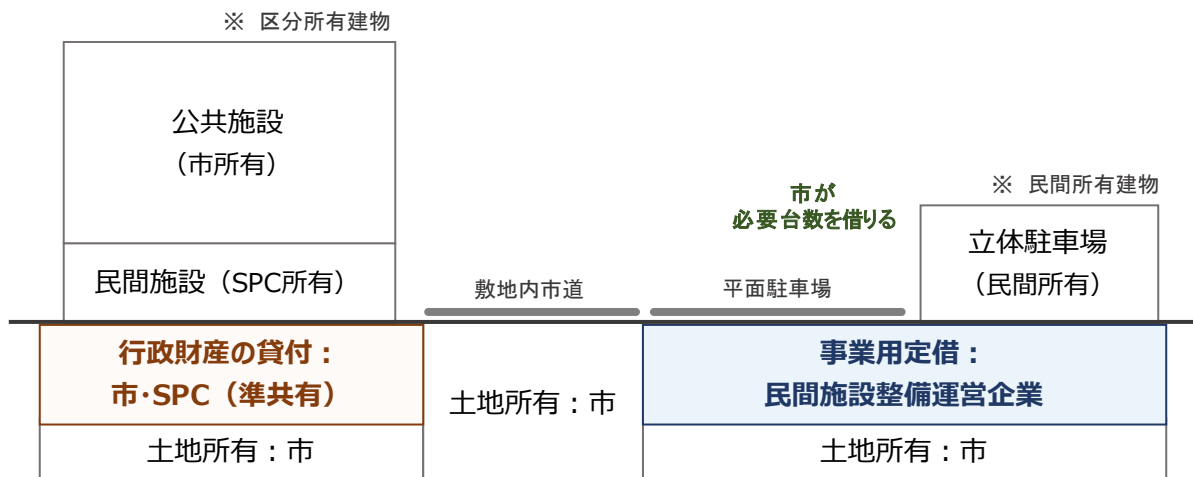 ※ 区分所有建物
公共施設
（市所有）
民間施設（SPC所有）
敷地内市道
市が
必要台数を借りる
平面駐車場
※ 民間所有建物
立体駐車場
（民間所有）
行政財産の貸付：
市･SPC（準共有）
土地所有：市
土地所有：市
事業用定借：
民間施設整備運営企業
土地所有：市